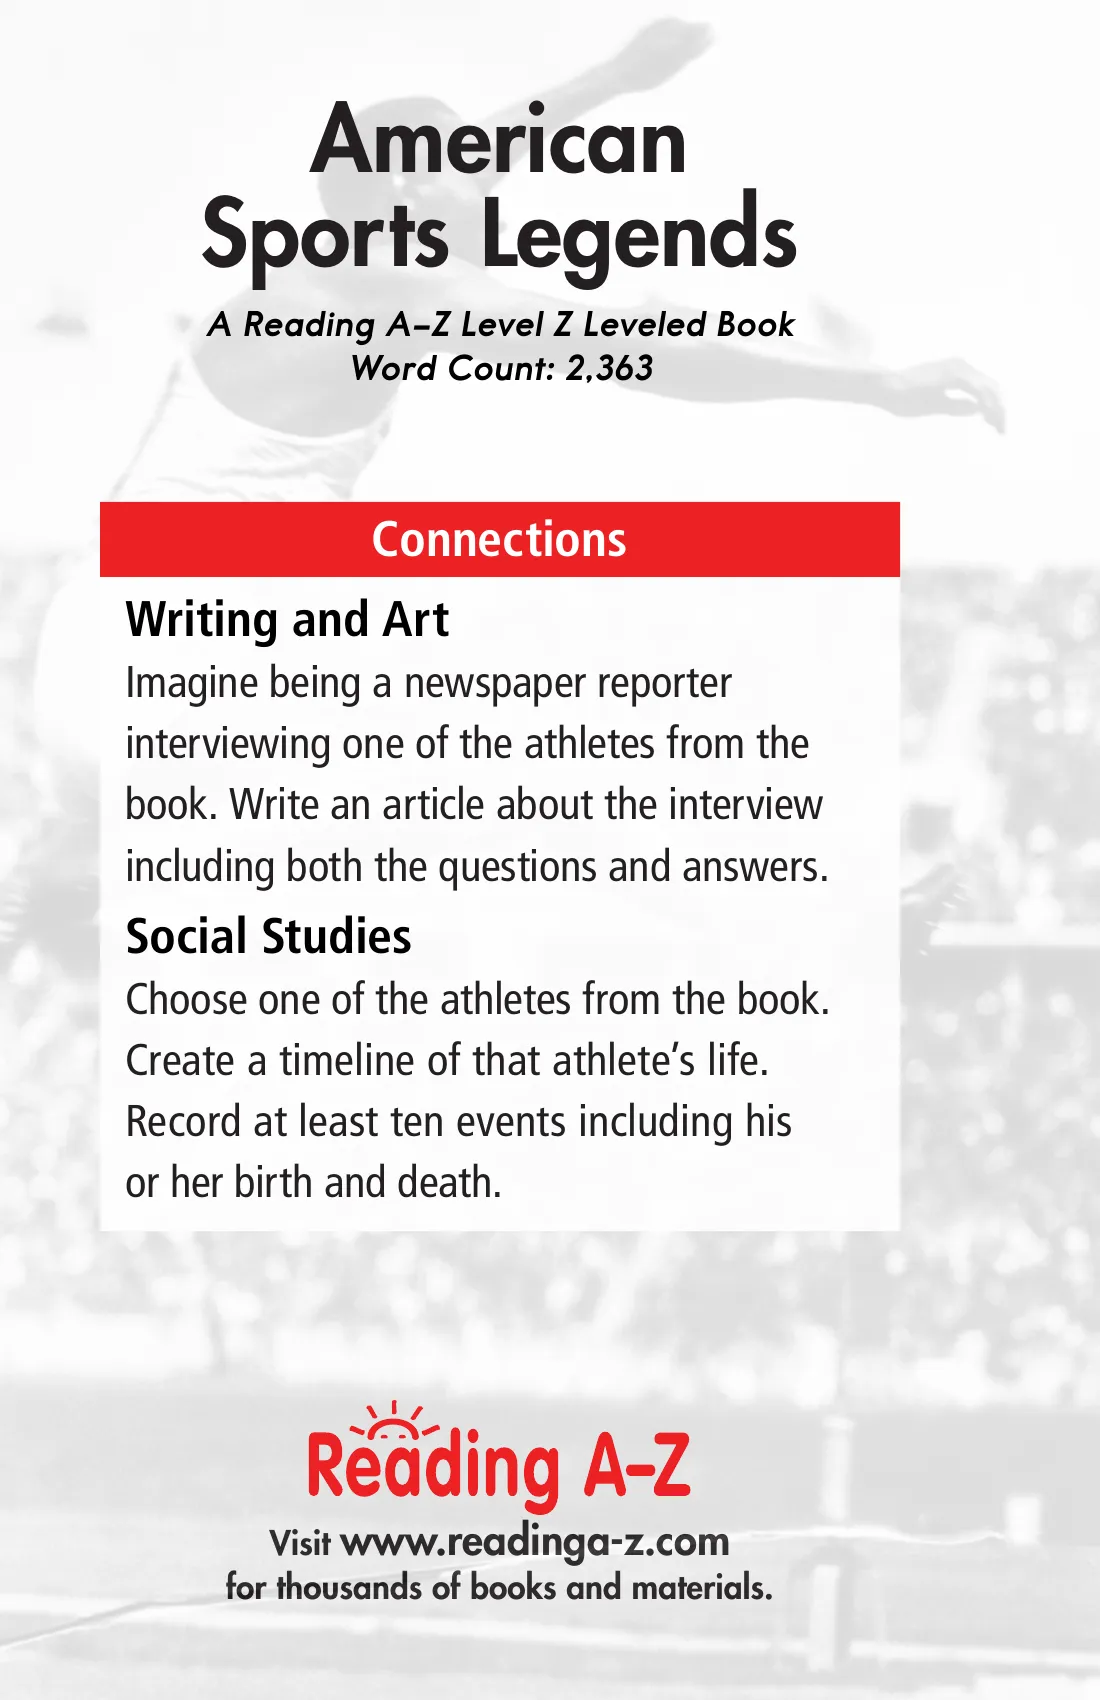 American
Sports Legends
A Reading A–Z Level Z Leveled Book
Word Count: 2,363
Connections
Writing and Art
Imagine being a newspaper reporter
interviewing one of the athletes from the
book. Write an article about the interview
including both the questions and answers.
Social Studies
Choose one of the athletes from the book.
Create a timeline of that athlete’s life.
Record at least ten events including his
or her birth and death.
Reading A–Z
Visit www.readinga-z.com
for thousands of books and materials.